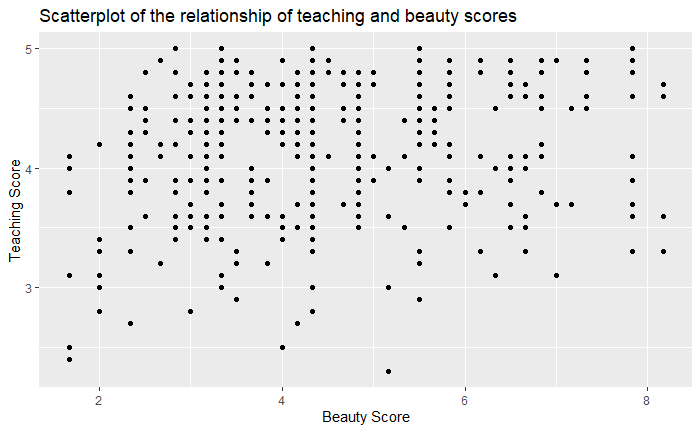 Scatterplot of the relationship of teaching and beauty scores
5
4
3
Teaching Score
2
4
6
8
Beauty Score